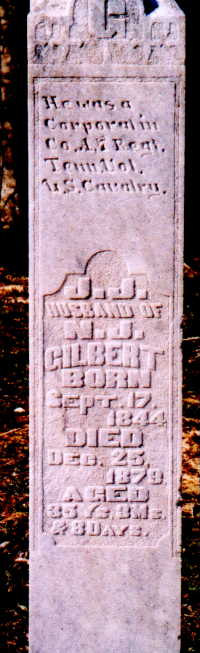 G
He was a
Corporal in
Co. A, 7 Regt.
Tenn. Vol.
U.S. Cavalry.
J. J.
HUSBAND OF
N. J.
GILBERT
BORN
SEPT. 17,
1844
DIED
DEC. 25,
1879,
AGED
35 Ys. 3 Ms.
& 8 DAYS.